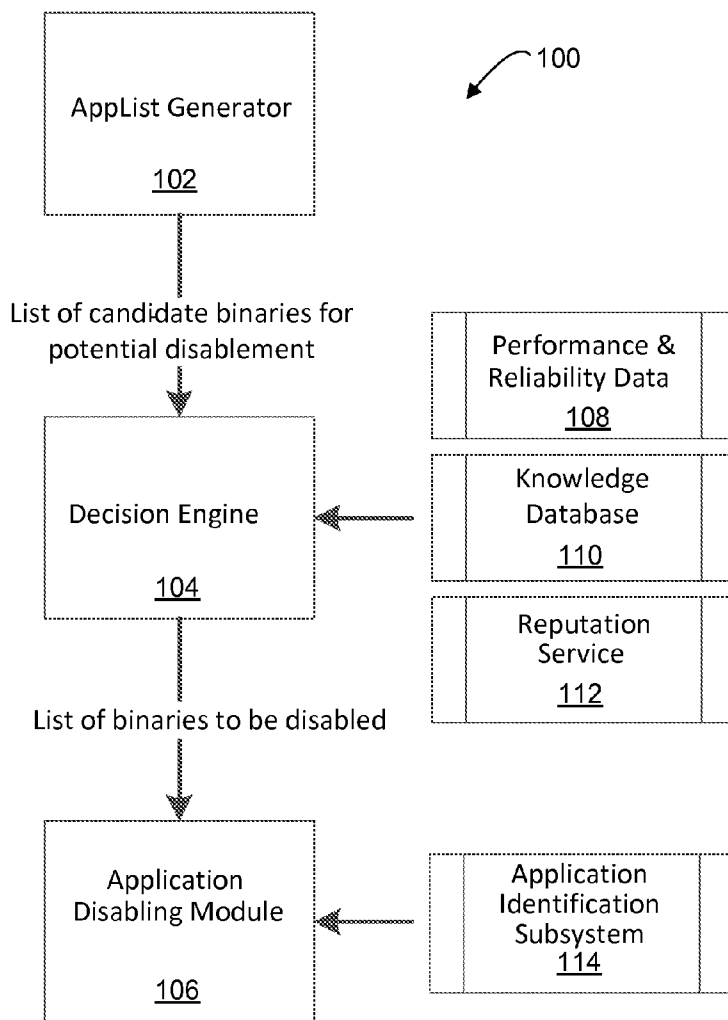 AppList Generator
102
100
List of candidate binaries for
potential disablement
Performance &
Reliability Data
108
Decision Engine
104
Knowledge
Database
110
Reputation
Service
112
List of binaries to be disabled
Application
Disabling Module
106
Application
Identification
Subsystem
114